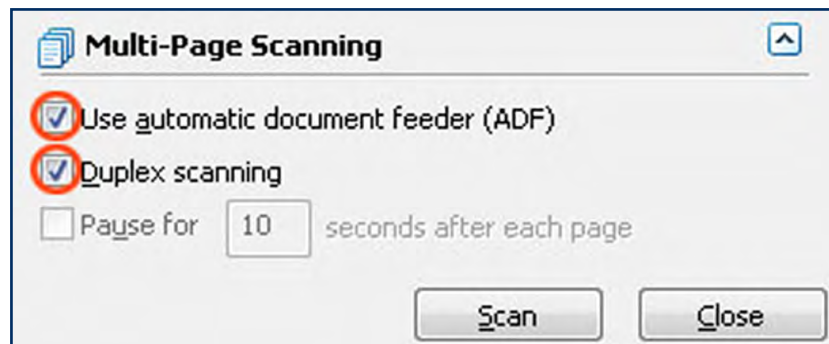 Multi-Page Scanning
Use automatic document feeder (ADF)
Duplex scanning
Pause for 10 seconds after each page
Scan Close